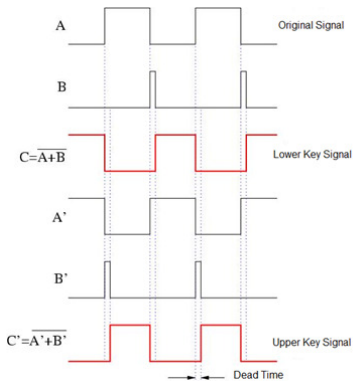 A Original Signal
B
C=A+B Lower Key Signal
A'
B'
C'=A'+B' Upper Key Signal
Dead Time